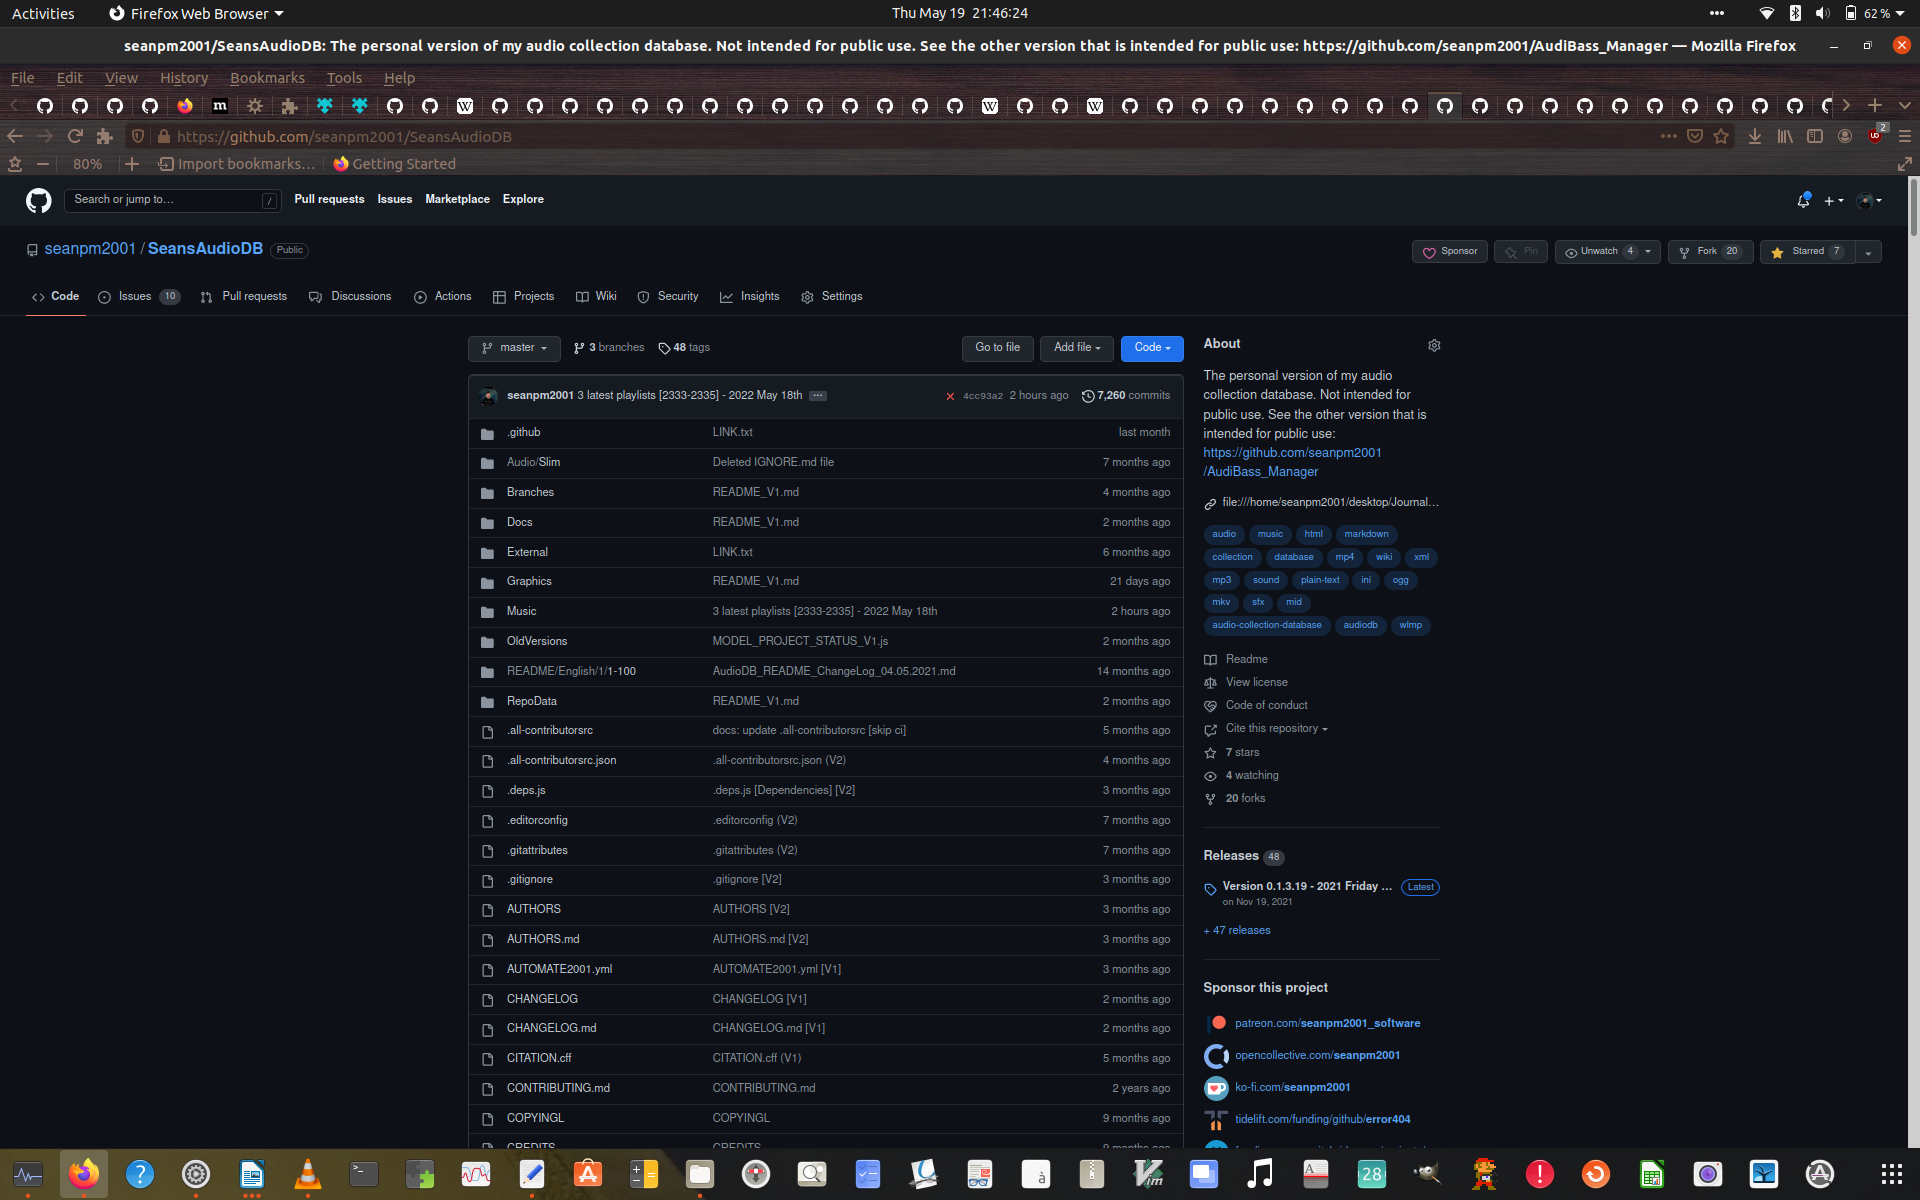 Activities
Firefox Web Browser
Thu May 19 21:46:24
62 %
seanpm2001/SeansAudioDB: The personal version of my audio collection database. Not intended for public use. See the other version that is intended for public use: https://github.com/seanpm2001/AudiBass_Manager — Mozilla Firefox
File Edit View History Bookmarks Tools Help
https://github.com/seanpm2001/SeansAudioDB
2
80%
Import bookmarks…
Getting Started
Search or jump to…
/
Pull requests
Issues
Marketplace
Explore
seanpm2001 / SeansAudioDB
Public
Sponsor
Pin
Unwatch 4
Fork 20
Starred 7
Code
Issues 10
Pull requests
Discussions
Actions
Projects
Wiki
Security
Insights
Settings
master
3 branches
48 tags
Go to file
Add file
Code
seanpm2001 3 latest playlists [2333-2335] - 2022 May 18th
4cc93a2 2 hours ago
7,260 commits
.github LINK.txt last month
Audio/Slim Deleted IGNORE.md file 7 months ago
Branches README_V1.md 4 months ago
Docs README_V1.md 2 months ago
External LINK.txt 6 months ago
Graphics README_V1.md 21 days ago
Music 3 latest playlists [2333-2335] - 2022 May 18th 2 hours ago
OldVersions MODEL_PROJECT_STATUS_V1.js 2 months ago
README/English/1/1-100 AudioDB_README_ChangeLog_04.05.2021.md 14 months ago
RepoData README_V1.md 2 months ago
.all-contributorsrc docs: update .all-contributorsrc [skip ci] 5 months ago
.all-contributorsrc.json .all-contributorsrc.json (V2) 4 months ago
.deps.js .deps.js [Dependencies] [V2] 3 months ago
.editorconfig .editorconfig (V2) 7 months ago
.gitattributes .gitattributes (V2) 7 months ago
.gitignore .gitignore [V2] 3 months ago
AUTHORS AUTHORS [V2] 3 months ago
AUTHORS.md AUTHORS.md [V2] 3 months ago
AUTOMATE2001.yml AUTOMATE2001.yml [V1] 3 months ago
CHANGELOG CHANGELOG [V1] 2 months ago
CHANGELOG.md CHANGELOG.md [V1] 2 months ago
CITATION.cff CITATION.cff (V1) 5 months ago
CONTRIBUTING.md CONTRIBUTING.md 2 years ago
COPYINGL COPYINGL 9 months ago
CREDITS CREDITS 9 months ago
About
The personal version of my audio
collection database. Not intended for
public use. See the other version that is
intended for public use:
https://github.com/seanpm2001
/AudiBass_Manager
file:///home/seanpm2001/desktop/Journal…
audio music html markdown
collection database mp4 wiki xml
mp3 sound plain-text ini ogg
mkv sfx mid
audio-collection-database audiodb wlmp
Readme
View license
Code of conduct
Cite this repository
7 stars
4 watching
20 forks
Releases 48
Version 0.1.3.19 - 2021 Friday … Latest
on Nov 19, 2021
+ 47 releases
Sponsor this project
patreon.com/seanpm2001_software
opencollective.com/seanpm2001
ko-fi.com/seanpm2001
tidelift.com/funding/github/error404
28